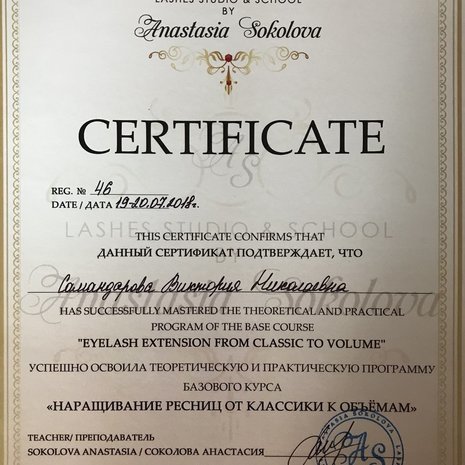 LASHES STUDIO & SCHOOL
BY
Anastasia Sokolova
CERTIFICATE
REG. № 46
DATE / ДАТА 19-20.07.2018г.
LASHES STUDIO & SCHOOL
THIS CERTIFICATE CONFIRMS THAT
ДАННЫЙ СЕРТИФИКАТ ПОДТВЕРЖДАЕТ, ЧТО
Самандарова Виктория Николаевна
Anastasia Sokolova
HAS SUCCESSFULLY MASTERED THE THEORETICAL AND PRACTICAL
PROGRAM OF THE BASE COURSE
"EYELASH EXTENSION FROM CLASSIC TO VOLUME"
УСПЕШНО ОСВОИЛА ТЕОРЕТИЧЕСКУЮ И ПРАКТИЧЕСКУЮ ПРОГРАММУ
БАЗОВОГО КУРСА
«НАРАЩИВАНИЕ РЕСНИЦ ОТ КЛАССИКИ К ОБЪЁМАМ»
TEACHER/ ПРЕПОДАВАТЕЛЬ
SOKOLOVA ANASTASIA / СОКОЛОВА АНАСТАСИЯ